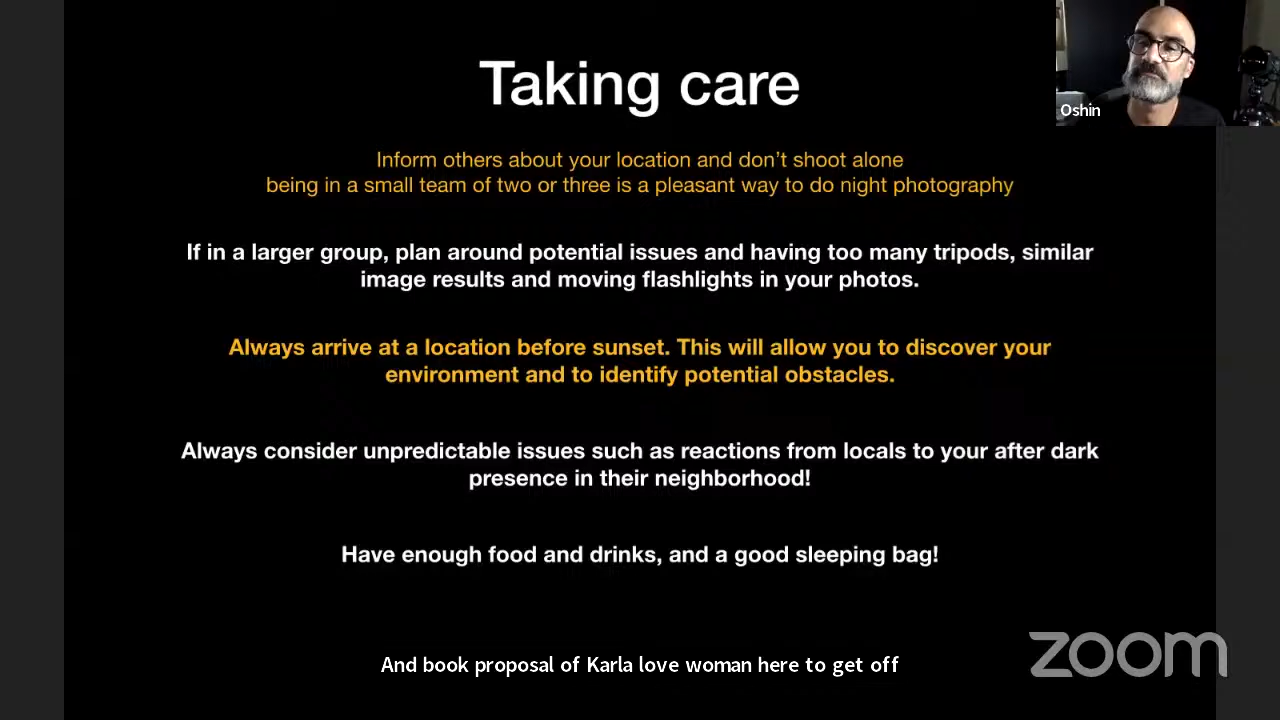 Taking care
Oshin
Inform others about your location and don't shoot alone
being in a small team of two or three is a pleasant way to do night photography
If in a larger group, plan around potential issues and having too many tripods, similar
image results and moving flashlights in your photos.
Always arrive at a location before sunset. This will allow you to discover your
environment and to identify potential obstacles.
Always consider unpredictable issues such as reactions from locals to your after dark
presence in their neighborhood!
Have enough food and drinks, and a good sleeping bag!
And book proposal of Karla love woman here to get off
zoom